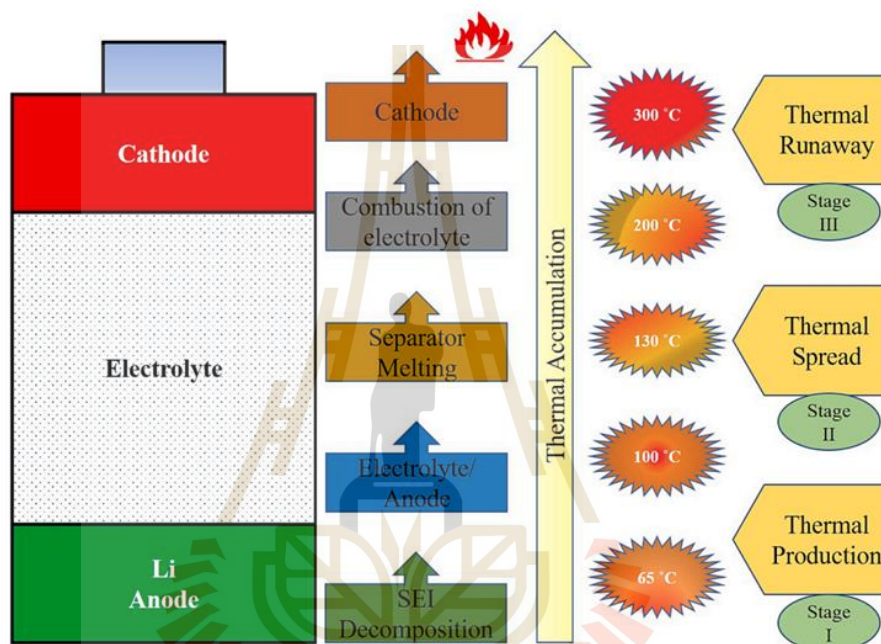 Cathode
Electrolyte
Li
Anode
Cathode
Combustion of
electrolyte
Separator
Melting
Electrolyte/
Anode
SEI
Decomposition
Thermal Accumulation
300 ˚C
200 ˚C
130 ˚C
100 ˚C
65 ˚C
Thermal
Runaway
Stage
III
Thermal
Spread
Stage
II
Thermal
Production
Stage
I